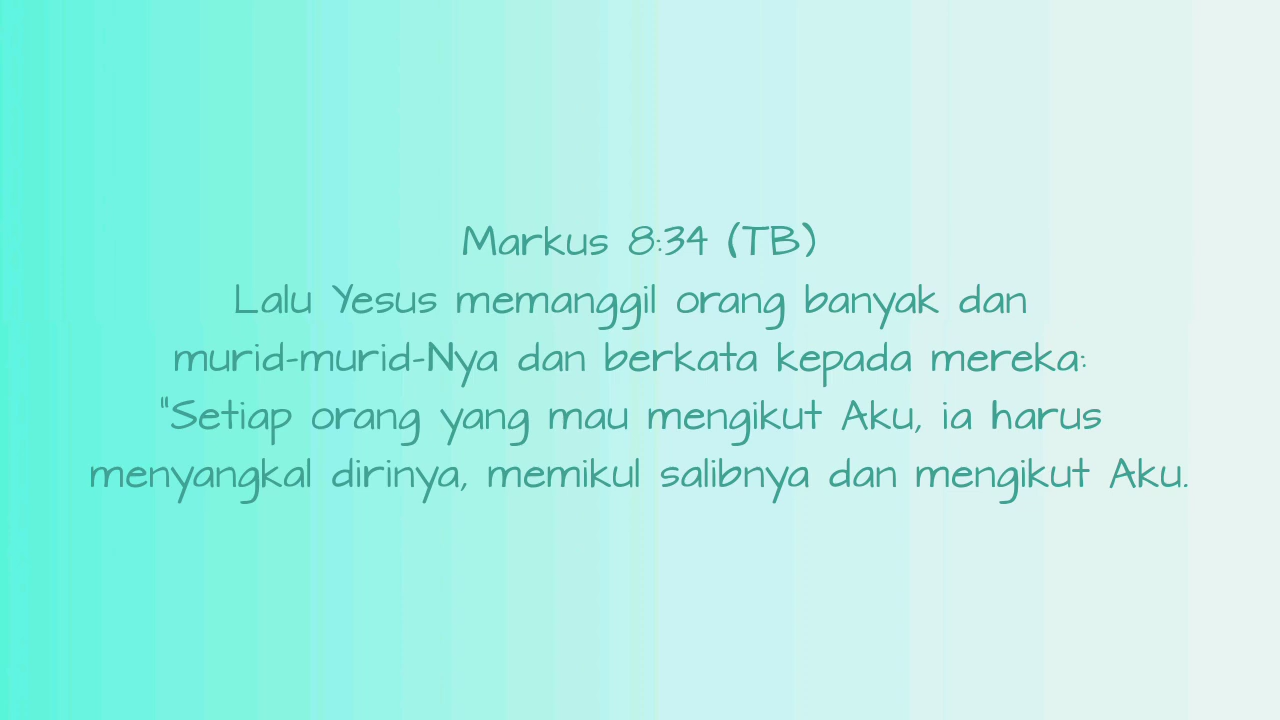 Markus 8:34 (TB)
Lalu Yesus memanggil orang banyak dan
murid-murid-Nya dan berkata kepada mereka:
"Setiap orang yang mau mengikut Aku, ia harus
menyangkal dirinya, memikul salibnya dan mengikut Aku.